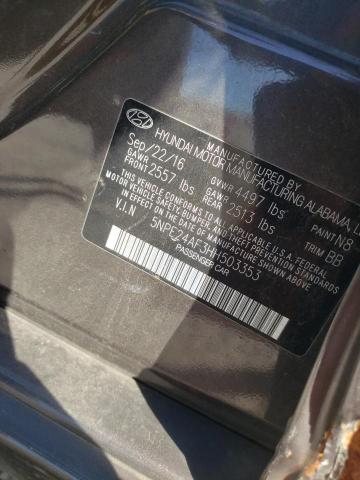 MANUFACTURED BY
HYUNDAI MOTOR MANUFACTURING ALABAMA, L
Sep/22/16 GVWR 4497 lbs PAINT N8
GAWR FRONT 2557 lbs GAWR REAR 2513 lbs TRIM BB
THIS VEHICLE CONFORMS TO ALL APPLICABLE U.S.A. FEDERAL
MOTOR VEHICLE SAFETY, BUMPER, AND THEFT PREVENTION STANDARDS
IN EFFECT ON THE DATE OF MANUFACTURE SHOWN ABOVE.
V.I.N 5NPE24AF3HH503353
PASSENGER CAR